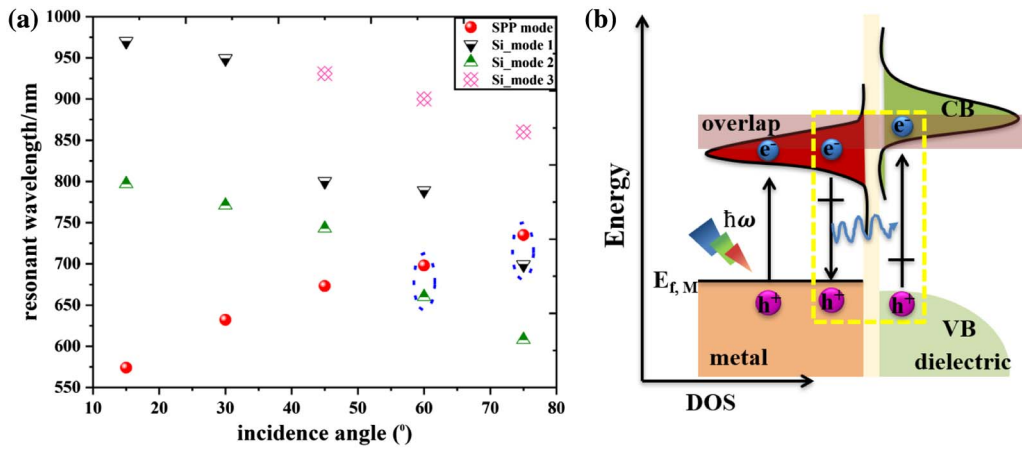 (a)
1000
950
900
850
800
750
700
650
600
550
10 20 30 40 50 60 70 80
resonant wavelength/nm
incidence angle (⁰)
SPP mode
Si_mode 1
Si_mode 2
Si_mode 3
(b)
Energy
DOS
overlap
CB
e⁻ e⁻ e⁻
ħω
E_f, M
h⁺ h⁺ h⁺
VB
metal
dielectric